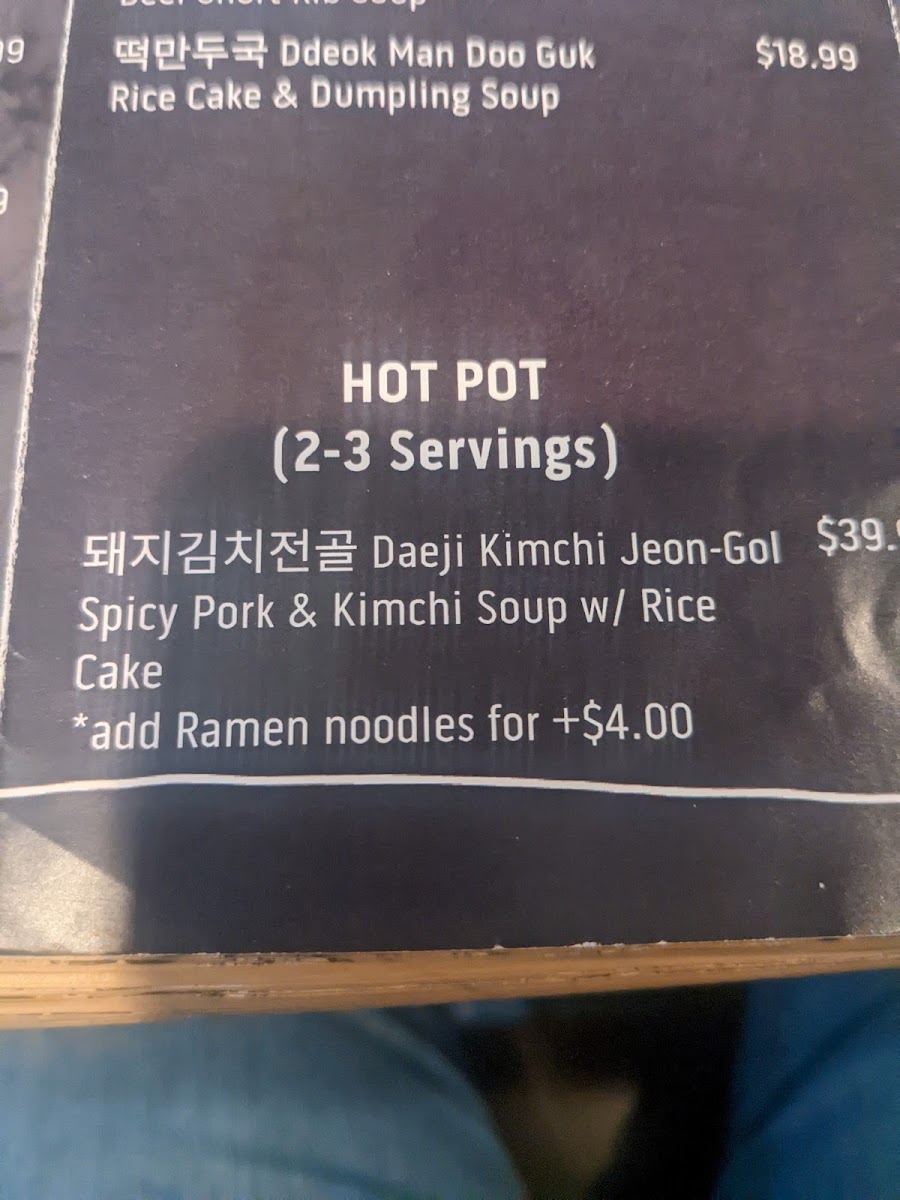 떡만두국 Ddeok Man Doo Guk $18.99
Rice Cake & Dumpling Soup
HOT POT
(2-3 Servings)
돼지김치전골 Daeji Kimchi Jeon-Gol $39.
Spicy Pork & Kimchi Soup w/ Rice
Cake
*add Ramen noodles for +$4.00